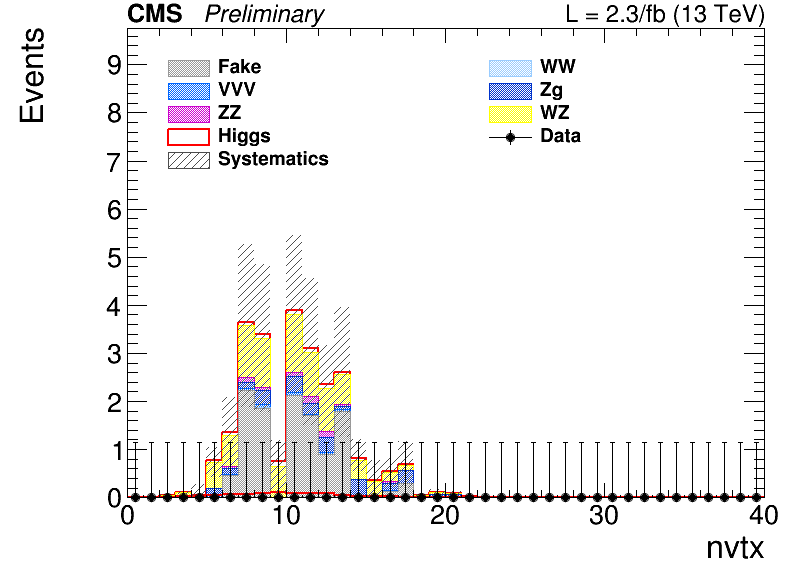 CMS Preliminary L = 2.3/fb (13 TeV)
Events
9
8
7
6
5
4
3
2
1
0
Fake WW
VVV Zg
ZZ WZ
Higgs Data
Systematics
0 10 20 30 40
nvtx